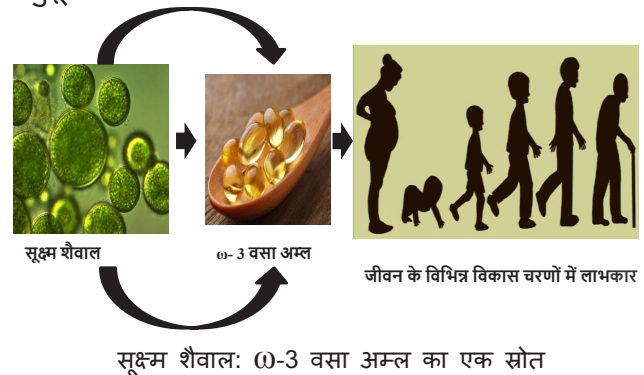 सूक्ष्म शैवाल
ω- 3 वसा अम्ल
जीवन के विभिन्न विकास चरणों में लाभकार
सूक्ष्म शैवाल: ω-3 वसा अम्ल का एक स्रोत